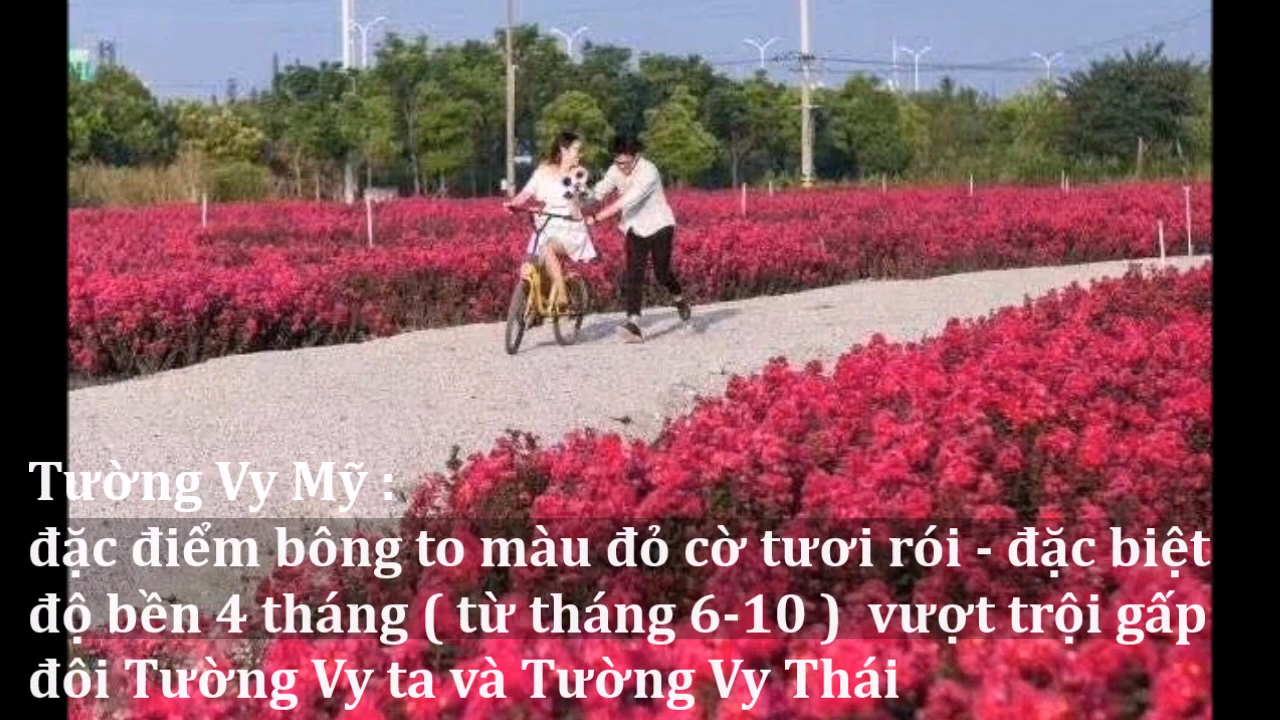 Tường Vy Mỹ :
đặc điểm bông to màu đỏ cờ tươi rói - đặc biệt
độ bền 4 tháng ( từ tháng 6-10 ) vượt trội gấp
đôi Tường Vy ta và Tường Vy Thái